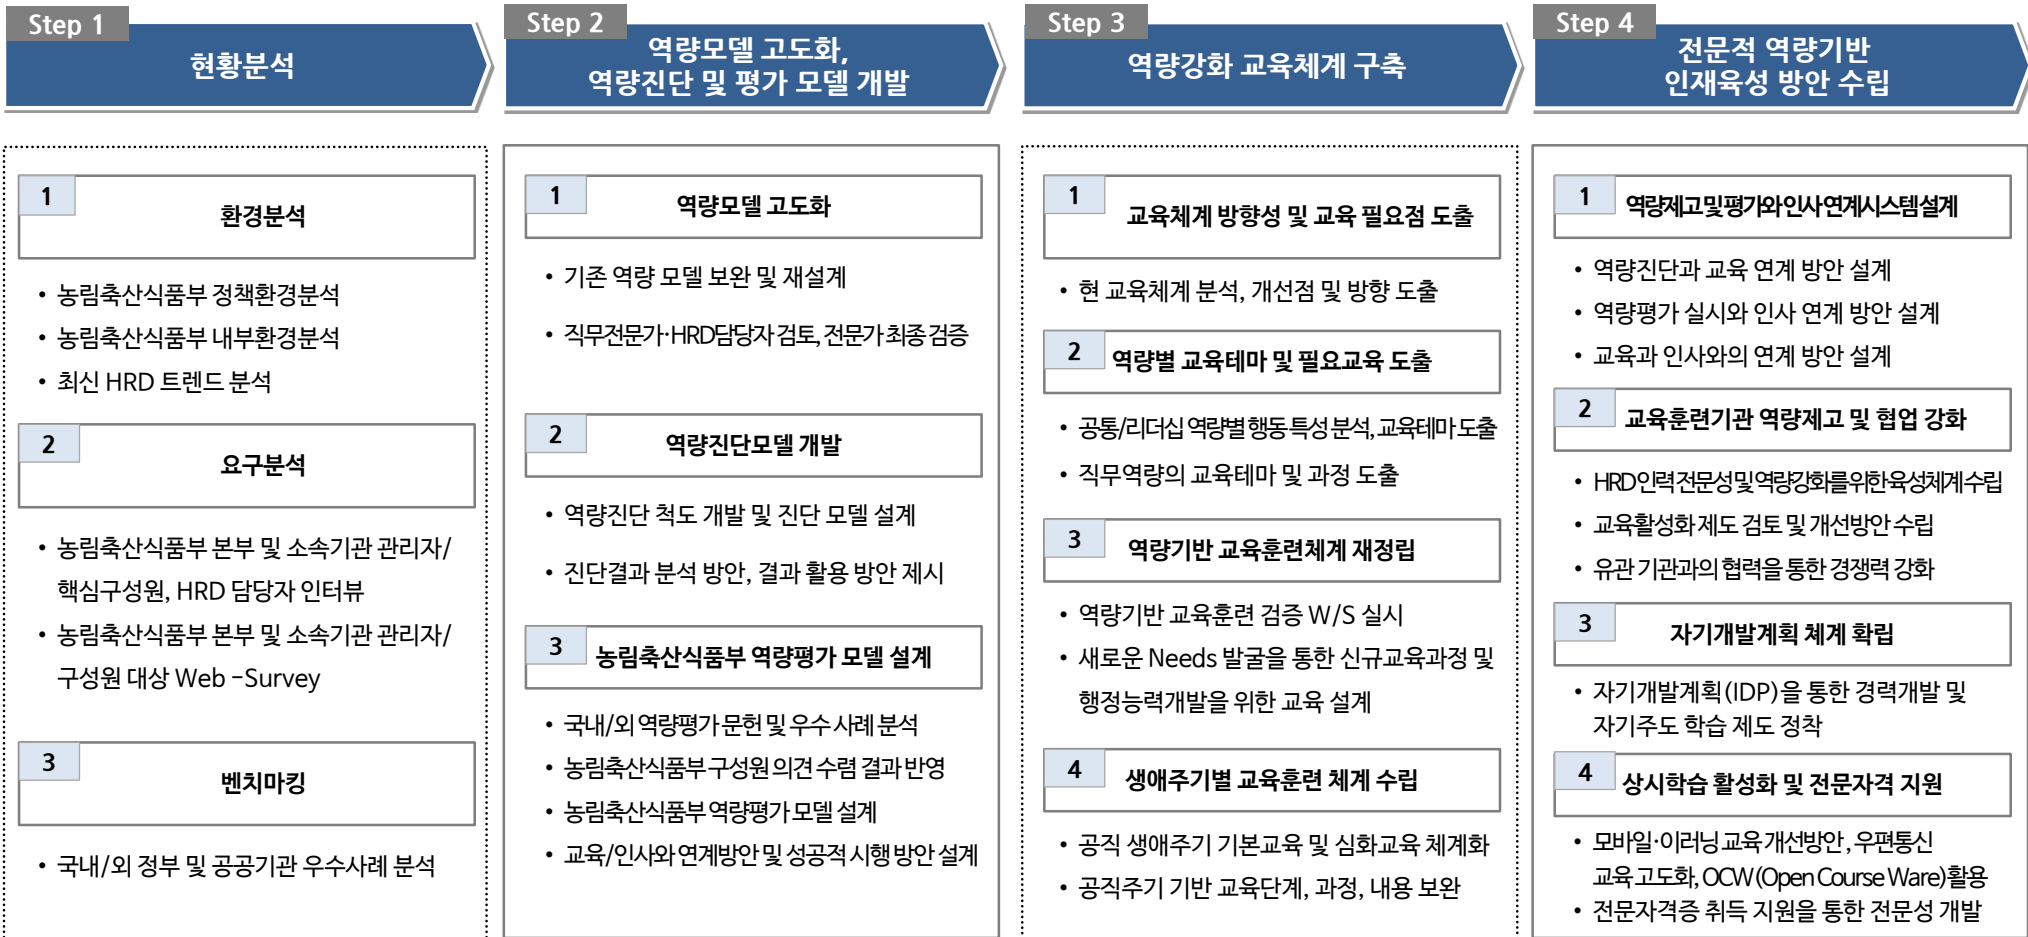 Step 1
현황분석
1
환경분석
• 농림축산식품부 정책환경분석
• 농림축산식품부 내부환경분석
• 최신 HRD 트렌드 분석
2
요구분석
• 농림축산식품부 본부 및 소속기관 관리자/
핵심구성원, HRD 담당자 인터뷰
• 농림축산식품부 본부 및 소속기관 관리자/
구성원 대상 Web -Survey
3
벤치마킹
• 국내/외 정부 및 공공기관 우수사례 분석
Step 2
역량모델 고도화,
역량진단 및 평가 모델 개발
1
역량모델 고도화
• 기존 역량 모델 보완 및 재설계
• 직무전문가·HRD담당자 검토, 전문가 최종 검증
2
역량진단모델 개발
• 역량진단 척도 개발 및 진단 모델 설계
• 진단결과 분석 방안, 결과 활용 방안 제시
3
농림축산식품부 역량평가 모델 설계
• 국내/외 역량평가 문헌 및 우수 사례 분석
• 농림축산식품부 구성원 의견 수렴 결과 반영
• 농림축산식품부 역량평가 모델 설계
• 교육/인사와 연계방안 및 성공적 시행 방안 설계
Step 3
역량강화 교육체계 구축
1
교육체계 방향성 및 교육 필요점 도출
• 현 교육체계 분석, 개선점 및 방향 도출
2
역량별 교육테마 및 필요교육 도출
• 공통/리더십 역량별 행동 특성 분석, 교육테마 도출
• 직무역량의 교육테마 및 과정 도출
3
역량기반 교육훈련체계 재정립
• 역량기반 교육훈련 검증 W/S 실시
• 새로운 Needs 발굴을 통한 신규교육과정 및
행정능력개발을 위한 교육 설계
4
생애주기별 교육훈련 체계 수립
• 공직 생애주기 기본교육 및 심화교육 체계화
• 공직주기 기반 교육단계, 과정, 내용 보완
Step 4
전문적 역량기반
인재육성 방안 수립
1
역량제고 및 평가와 인사 연계시스템 설계
• 역량진단과 교육 연계 방안 설계
• 역량평가 실시와 인사 연계 방안 설계
• 교육과 인사와의 연계 방안 설계
2
교육훈련기관 역량제고 및 협업 강화
• HRD인력 전문성 및 역량강화를 위한 육성체계 수립
• 교육활성화 제도 검토 및 개선방안 수립
• 유관 기관과의 협력을 통한 경쟁력 강화
3
자기개발계획 체계 확립
• 자기개발계획(IDP)을 통한 경력개발 및
자기주도 학습 제도 정착
4
상시학습 활성화 및 전문자격 지원
• 모바일·이러닝 교육 개선방안, 우편통신
교육 고도화, OCW(Open Course Ware)활용
• 전문자격증 취득 지원을 통한 전문성 개발